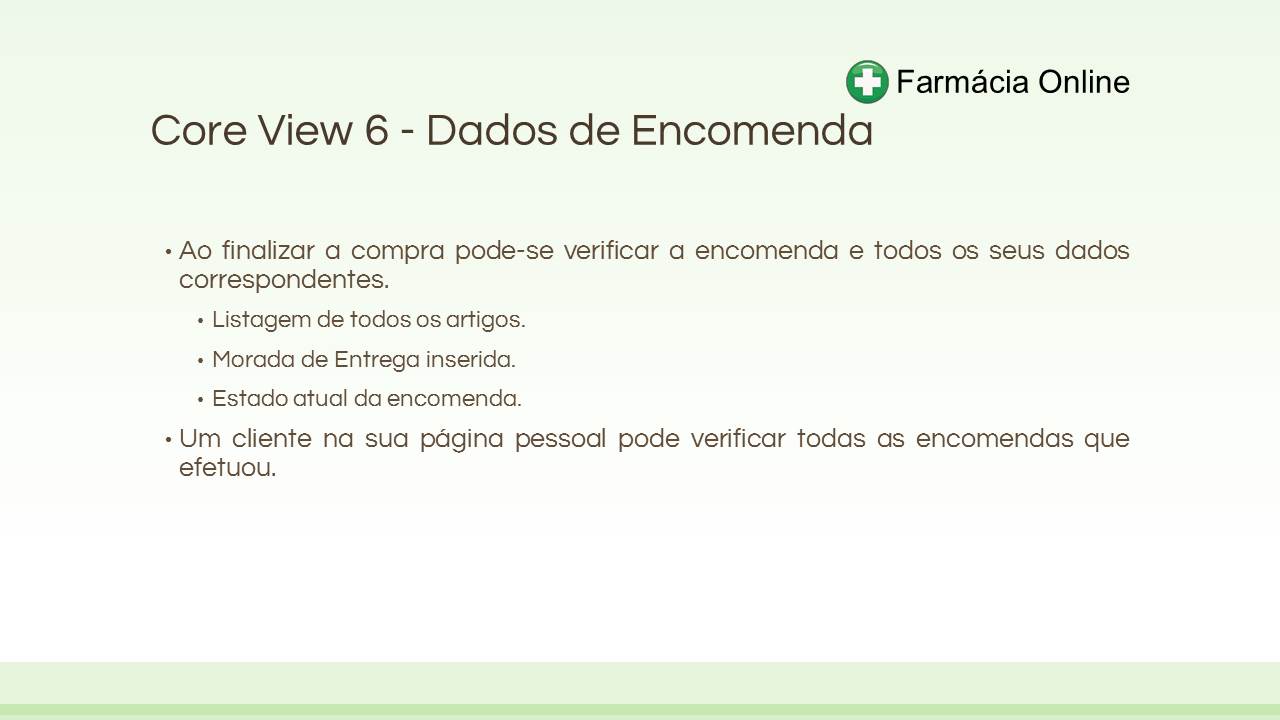 Farmácia Online
Core View 6 - Dados de Encomenda
• Ao finalizar a compra pode-se verificar a encomenda e todos os seus dados
correspondentes.
• Listagem de todos os artigos.
• Morada de Entrega inserida.
• Estado atual da encomenda.
• Um cliente na sua página pessoal pode verificar todas as encomendas que
efetuou.